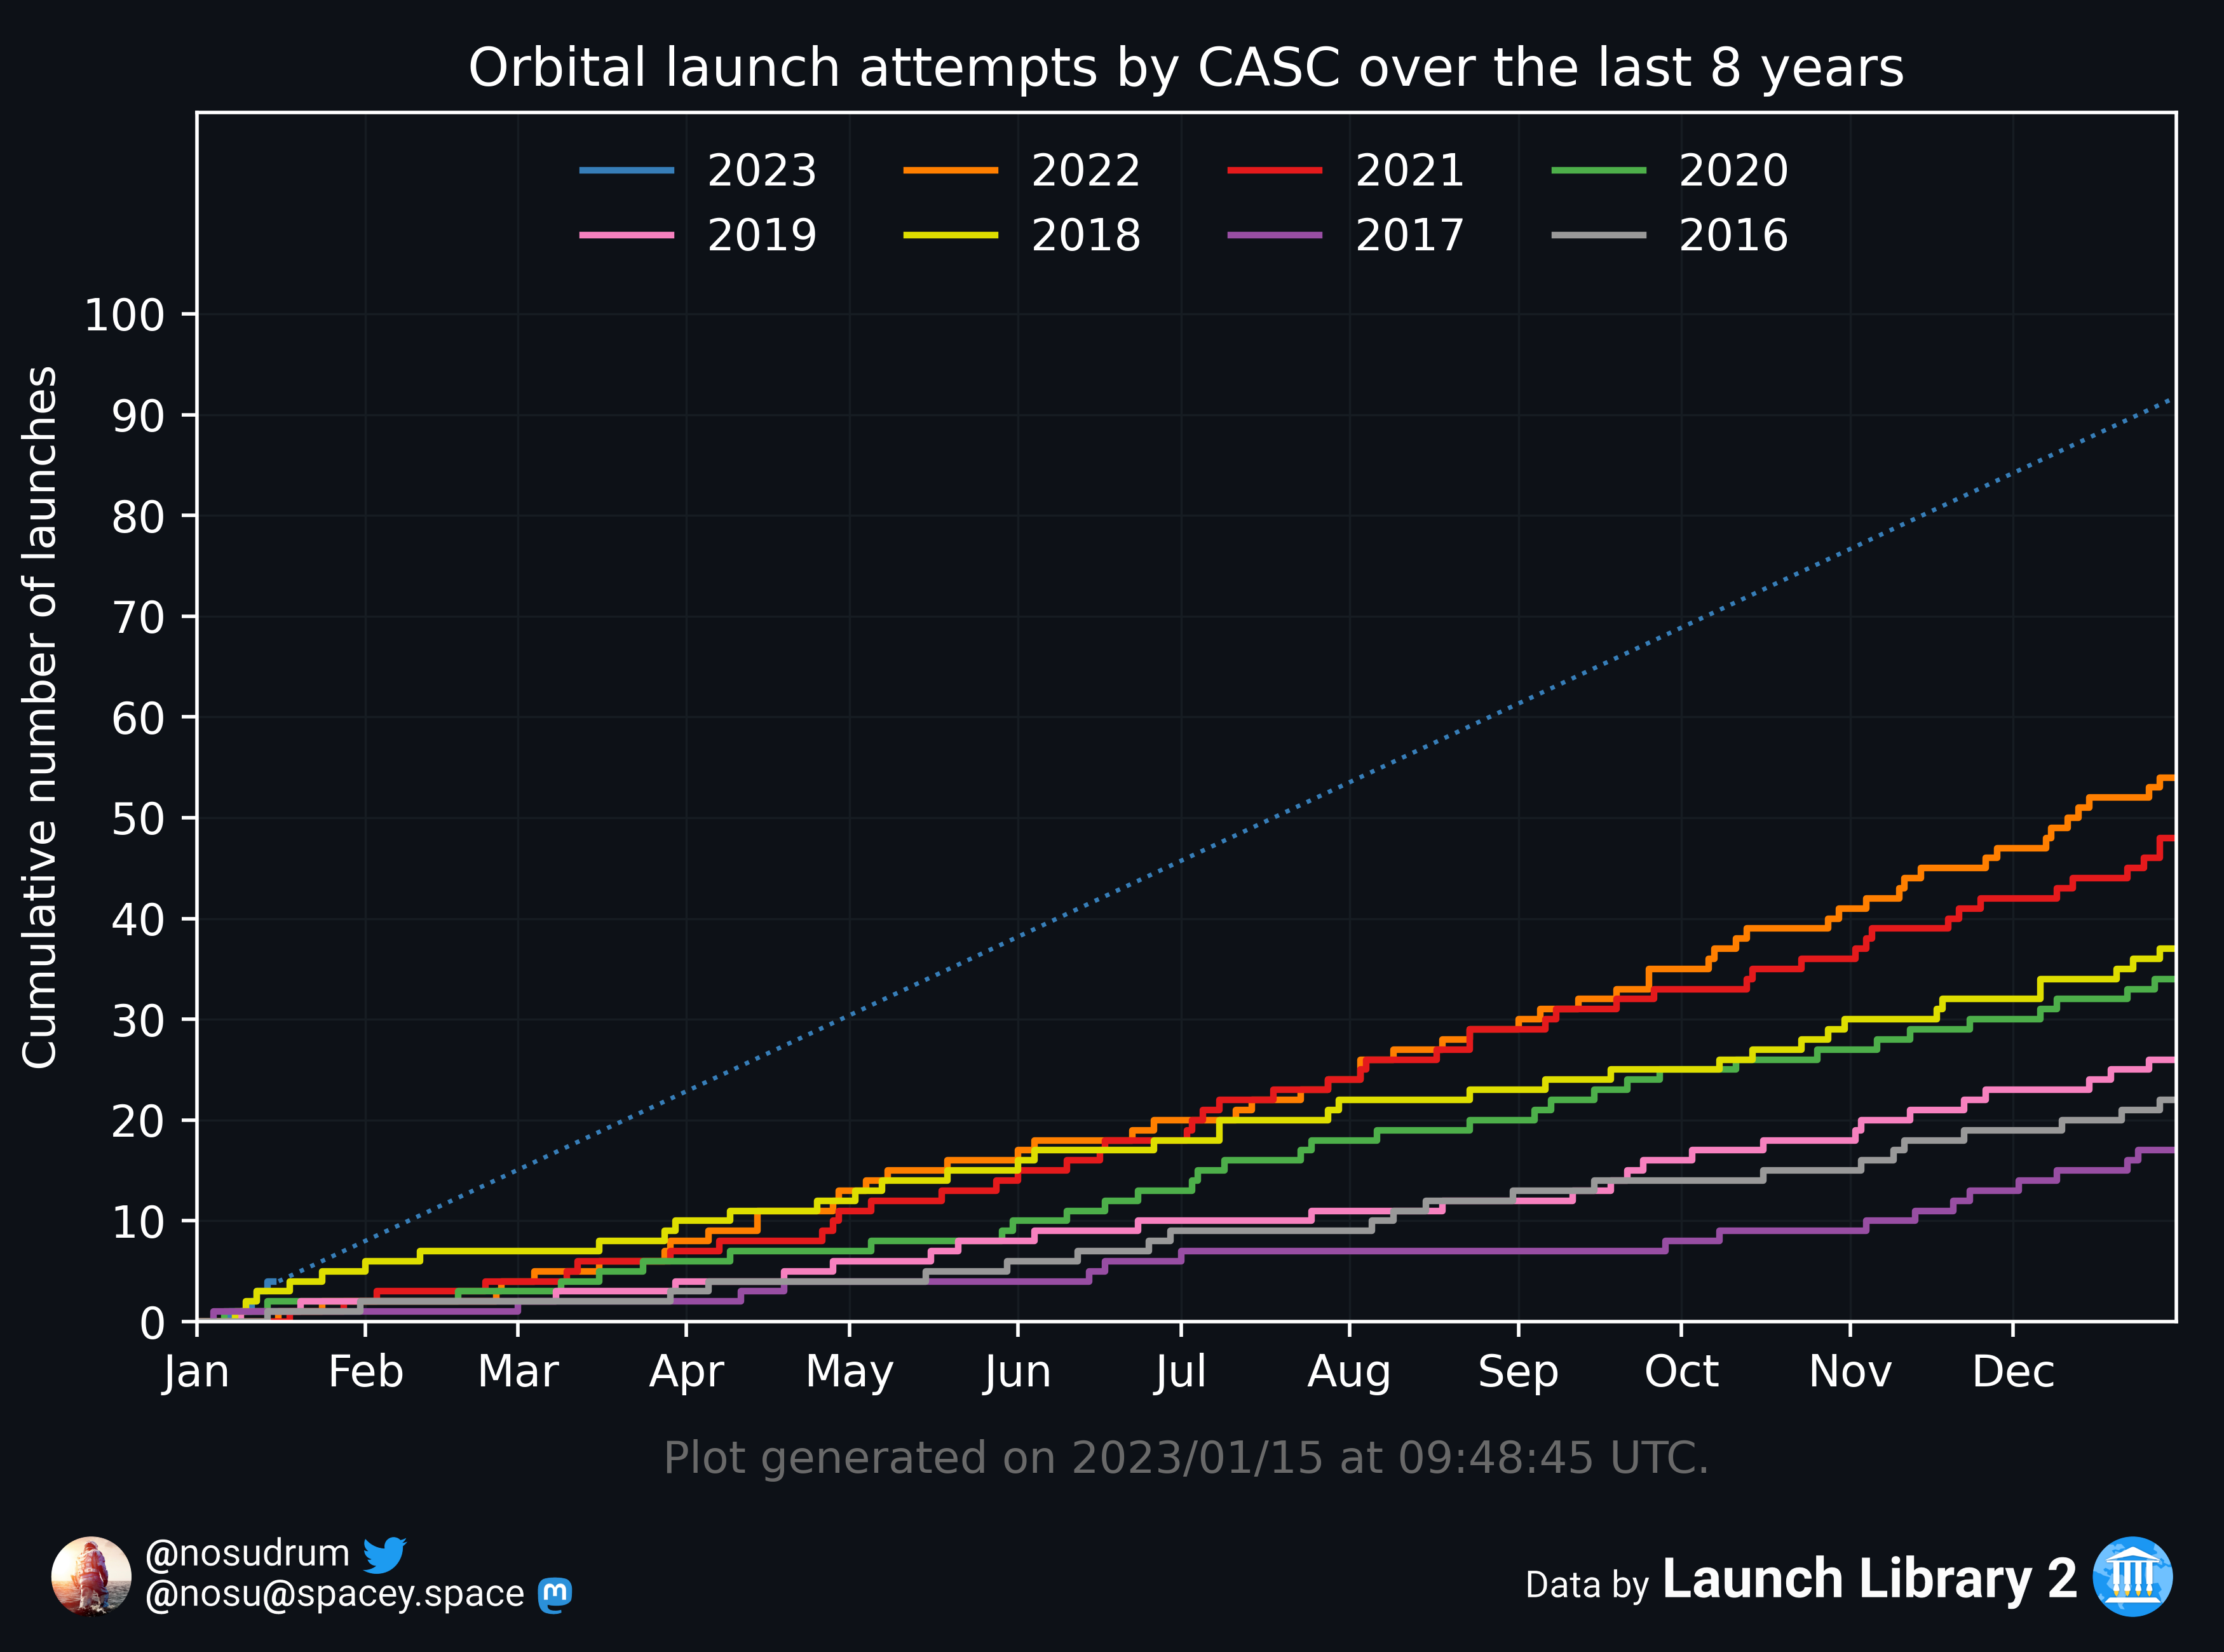 Orbital launch attempts by CASC over the last 8 years
2023 2022 2021 2020
2019 2018 2017 2016
Cumulative number of launches
100
90
80
70
60
50
40
30
20
10
0
Jan Feb Mar Apr May Jun Jul Aug Sep Oct Nov Dec
Plot generated on 2023/01/15 at 09:48:45 UTC.
@nosudrum
@nosu@spacey.space
Data by Launch Library 2